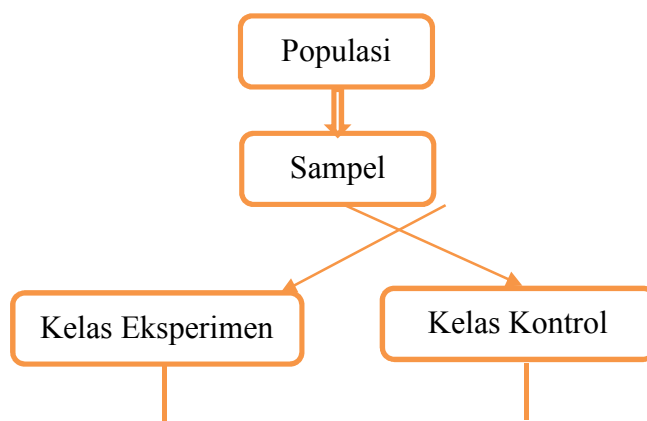 Populasi
Sampel
Kelas Eksperimen
Kelas Kontrol